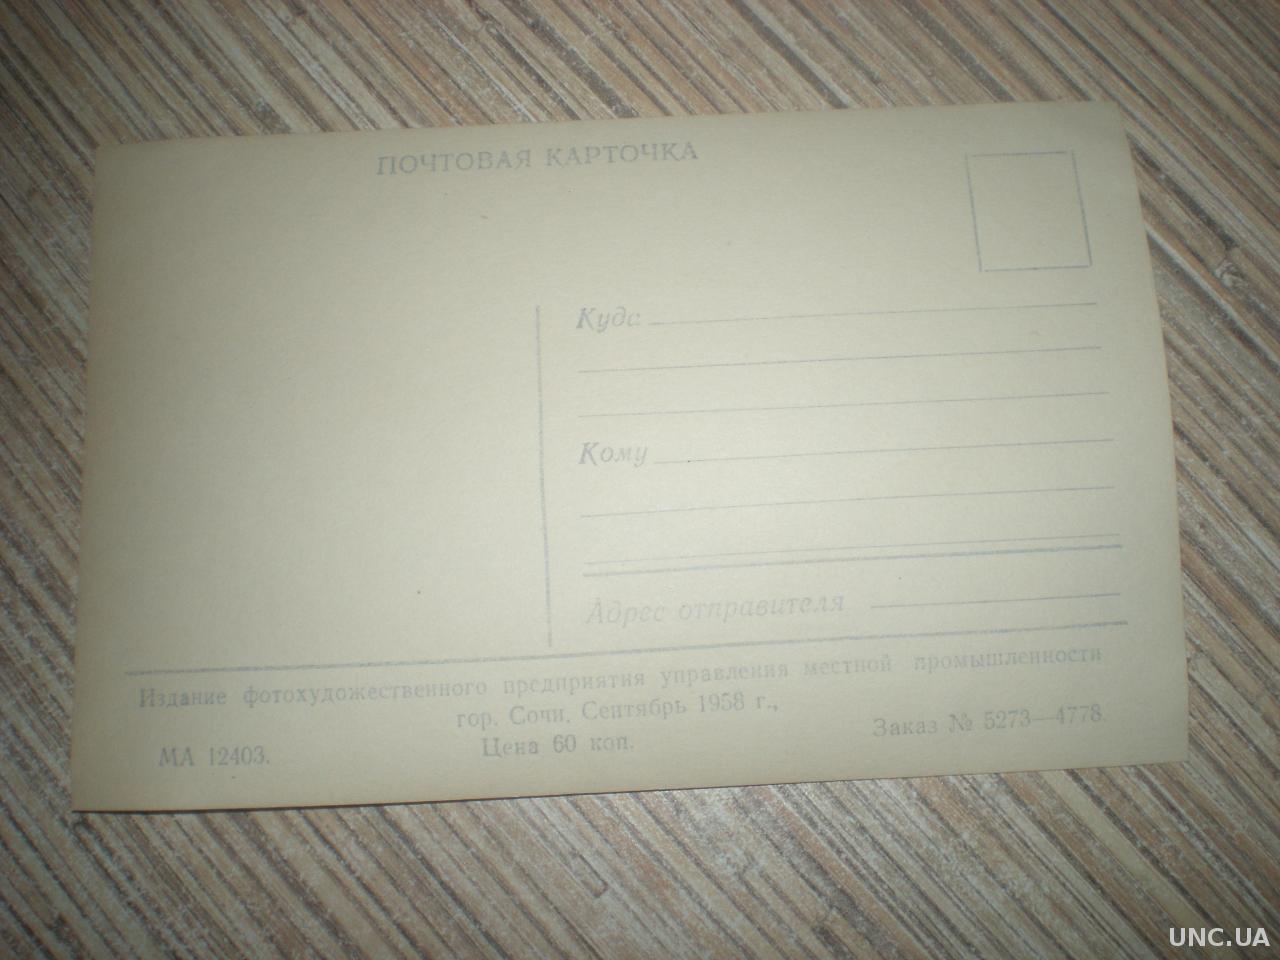 ПОЧТОВАЯ КАРТОЧКА
Куда
Кому
Адрес отправителя
Издание фотохудожественного предприятия управления местной промышленности
гор. Сочи. Сентябрь 1958 г.,
МА 12403.
Цена 60 коп.
Заказ № 5273—4778.
UNC.UA